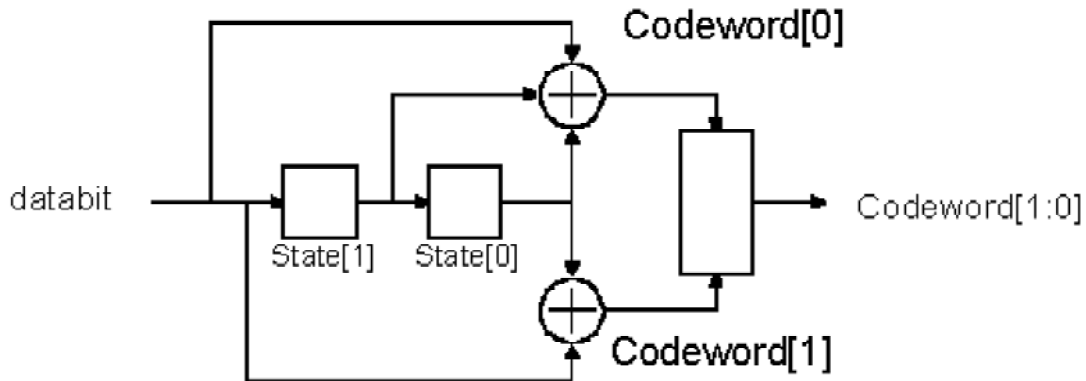 Codeword[0]
databit
State[1]
State[0]
Codeword[1:0]
Codeword[1]